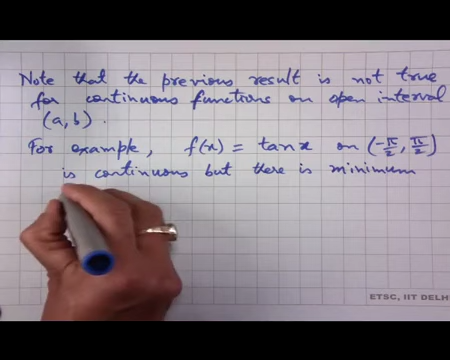 Note that the previous result is not true
for continuous functions on open interval
(a,b) .
For example, f(x) = tan x on (-π/2, π/2)
is continuous but there is minimum
ETSC, IIT DELH